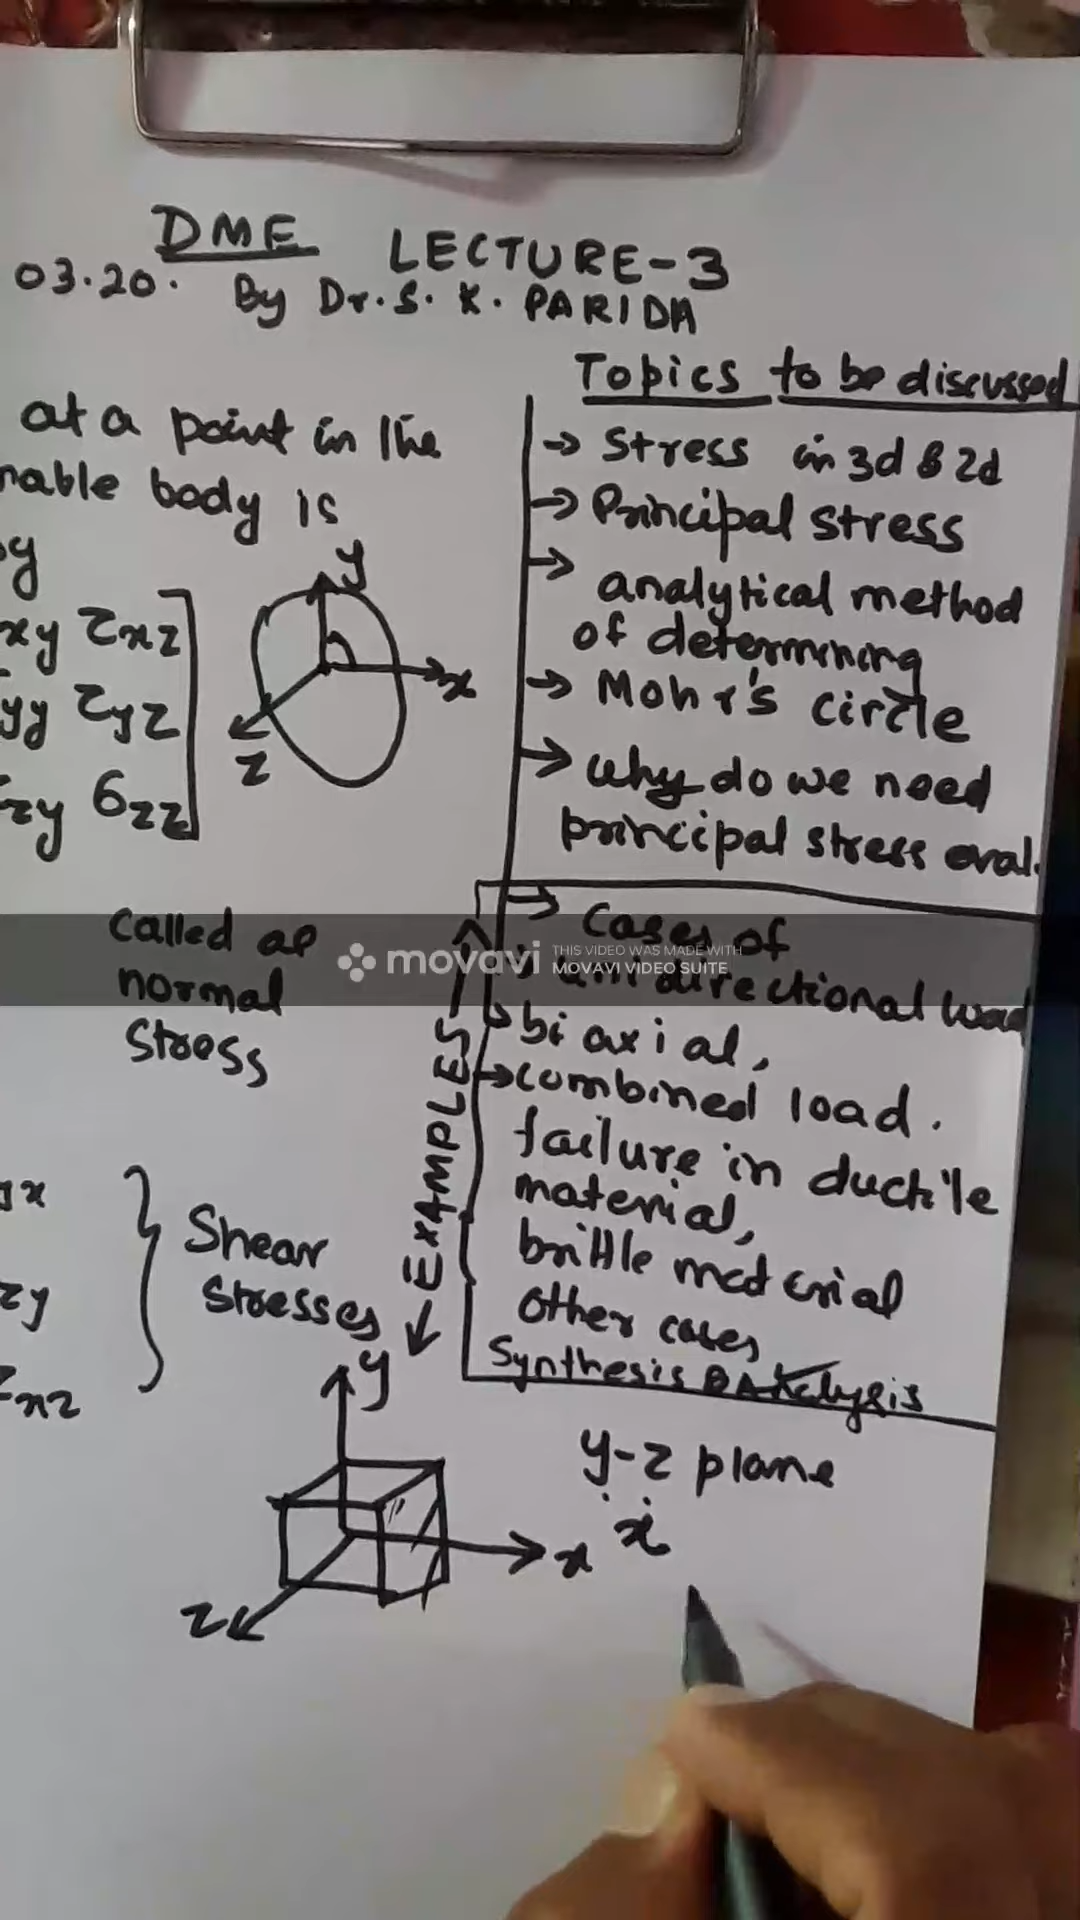 DME LECTURE-3
03.20. By Dr. S. K. PARIDA
Topics to be discussed
at a point in the
nable body is
y
xy τxz
yy τyz
zy σzz
y
x
z
→ Stress in 3d & 2d
→ Principal stress
→ analytical method
of determining
→ Mohr's circle
→ why do we need
principal stress eval.
called as
normal
stress
→ Cases of
unidirectional load
→ bi axial,
→ combined load.
failure in ductile
material,
brittle material
other cases
Synthesis & Analysis
← EXAMPLES →
movavi
THIS VIDEO WAS MADE WITH
MOVAVI VIDEO SUITE
zy
xz
Shear
Stresses
y
x
z
y-z plane
x